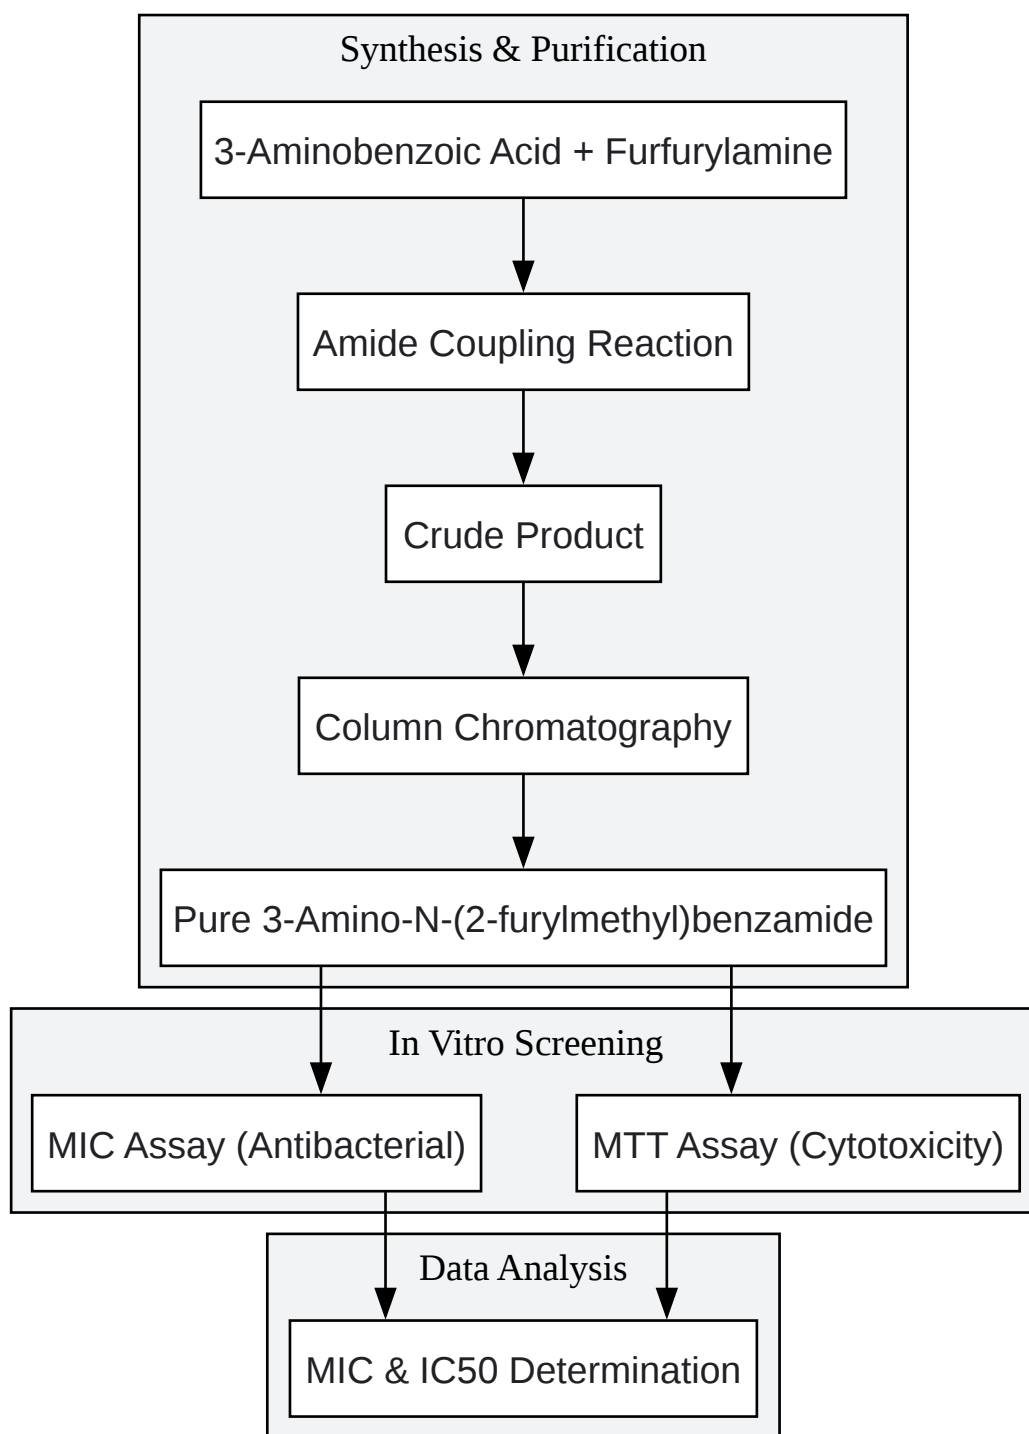 Synthesis & Purification
3-Aminobenzoic Acid + Furfurylamine
Amide Coupling Reaction
Crude Product
Column Chromatography
Pure 3-Amino-N-(2-furylmethyl)benzamide
In Vitro Screening
MIC Assay (Antibacterial)
MTT Assay (Cytotoxicity)
Data Analysis
MIC & IC50 Determination